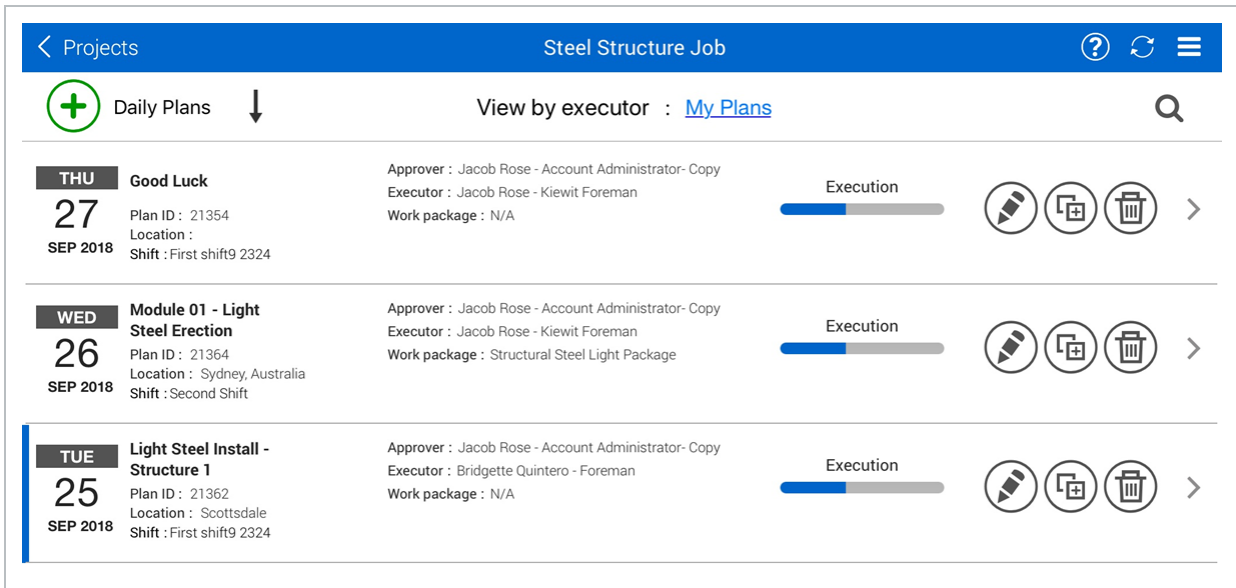 Projects
Steel Structure Job
Daily Plans
View by executor : My Plans
THU
27
SEP 2018
Good Luck
Plan ID : 21354
Location :
Shift : First shift9 2324
Approver : Jacob Rose - Account Administrator- Copy
Executor : Jacob Rose - Kiewit Foreman
Work package : N/A
Execution
WED
26
SEP 2018
Module 01 - Light
Steel Erection
Plan ID : 21364
Location : Sydney, Australia
Shift : Second Shift
Approver : Jacob Rose - Account Administrator- Copy
Executor : Jacob Rose - Kiewit Foreman
Work package : Structural Steel Light Package
Execution
TUE
25
SEP 2018
Light Steel Install -
Structure 1
Plan ID : 21362
Location : Scottsdale
Shift : First shift9 2324
Approver : Jacob Rose - Account Administrator- Copy
Executor : Bridgette Quintero - Foreman
Work package : N/A
Execution